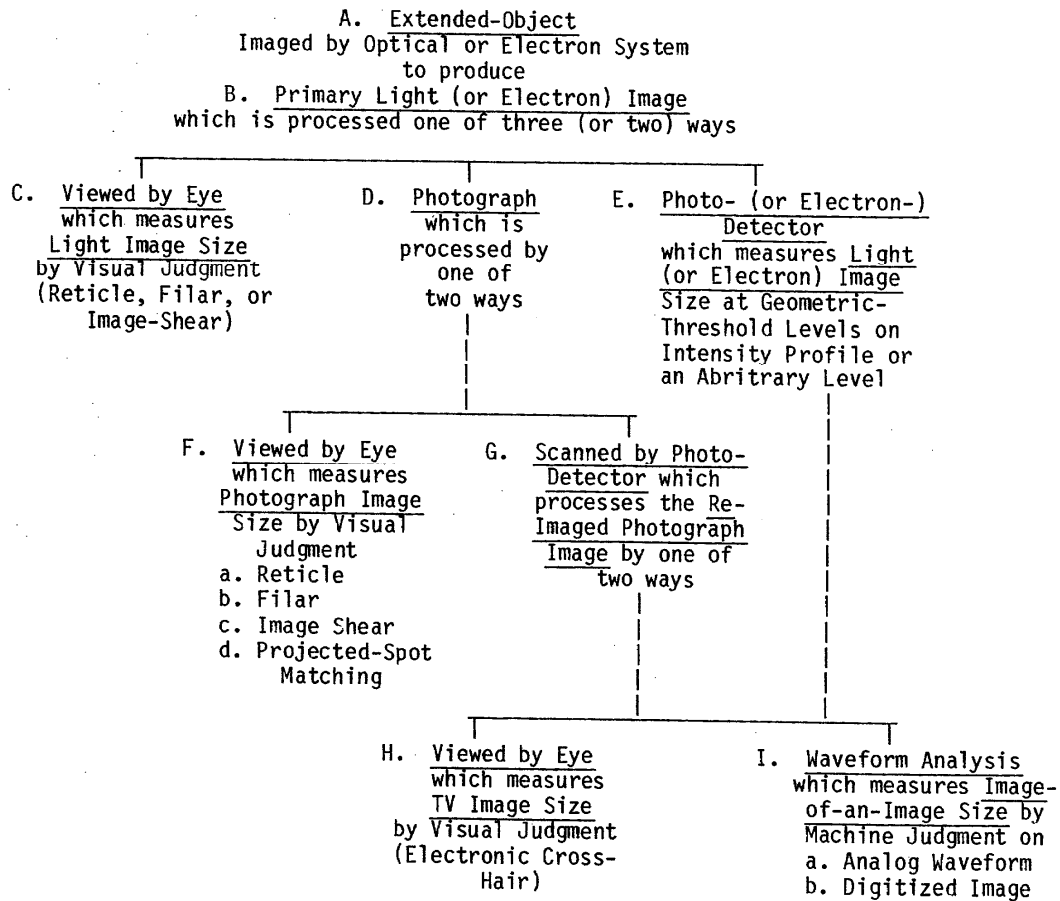 A. Extended-Object
Imaged by Optical or Electron System
to produce
B. Primary Light (or Electron) Image
which is processed one of three (or two) ways
C. Viewed by Eye
which measures
Light Image Size
by Visual Judgment
(Reticle, Filar, or
Image-Shear)
D. Photograph
which is
processed by
one of
two ways
E. Photo- (or Electron-)
Detector
which measures Light
(or Electron) Image
Size at Geometric-
Threshold Levels on
Intensity Profile or
an Abritrary Level
F. Viewed by Eye
which measures
Photograph Image
Size by Visual
Judgment
a. Reticle
b. Filar
c. Image Shear
d. Projected-Spot
Matching
G. Scanned by Photo-
Detector which
processes the Re-
Imaged Photograph
Image by one of
two ways
H. Viewed by Eye
which measures
TV Image Size
by Visual Judgment
(Electronic Cross-
Hair)
I. Waveform Analysis
which measures Image-
of-an-Image Size by
Machine Judgment on
a. Analog Waveform
b. Digitized Image